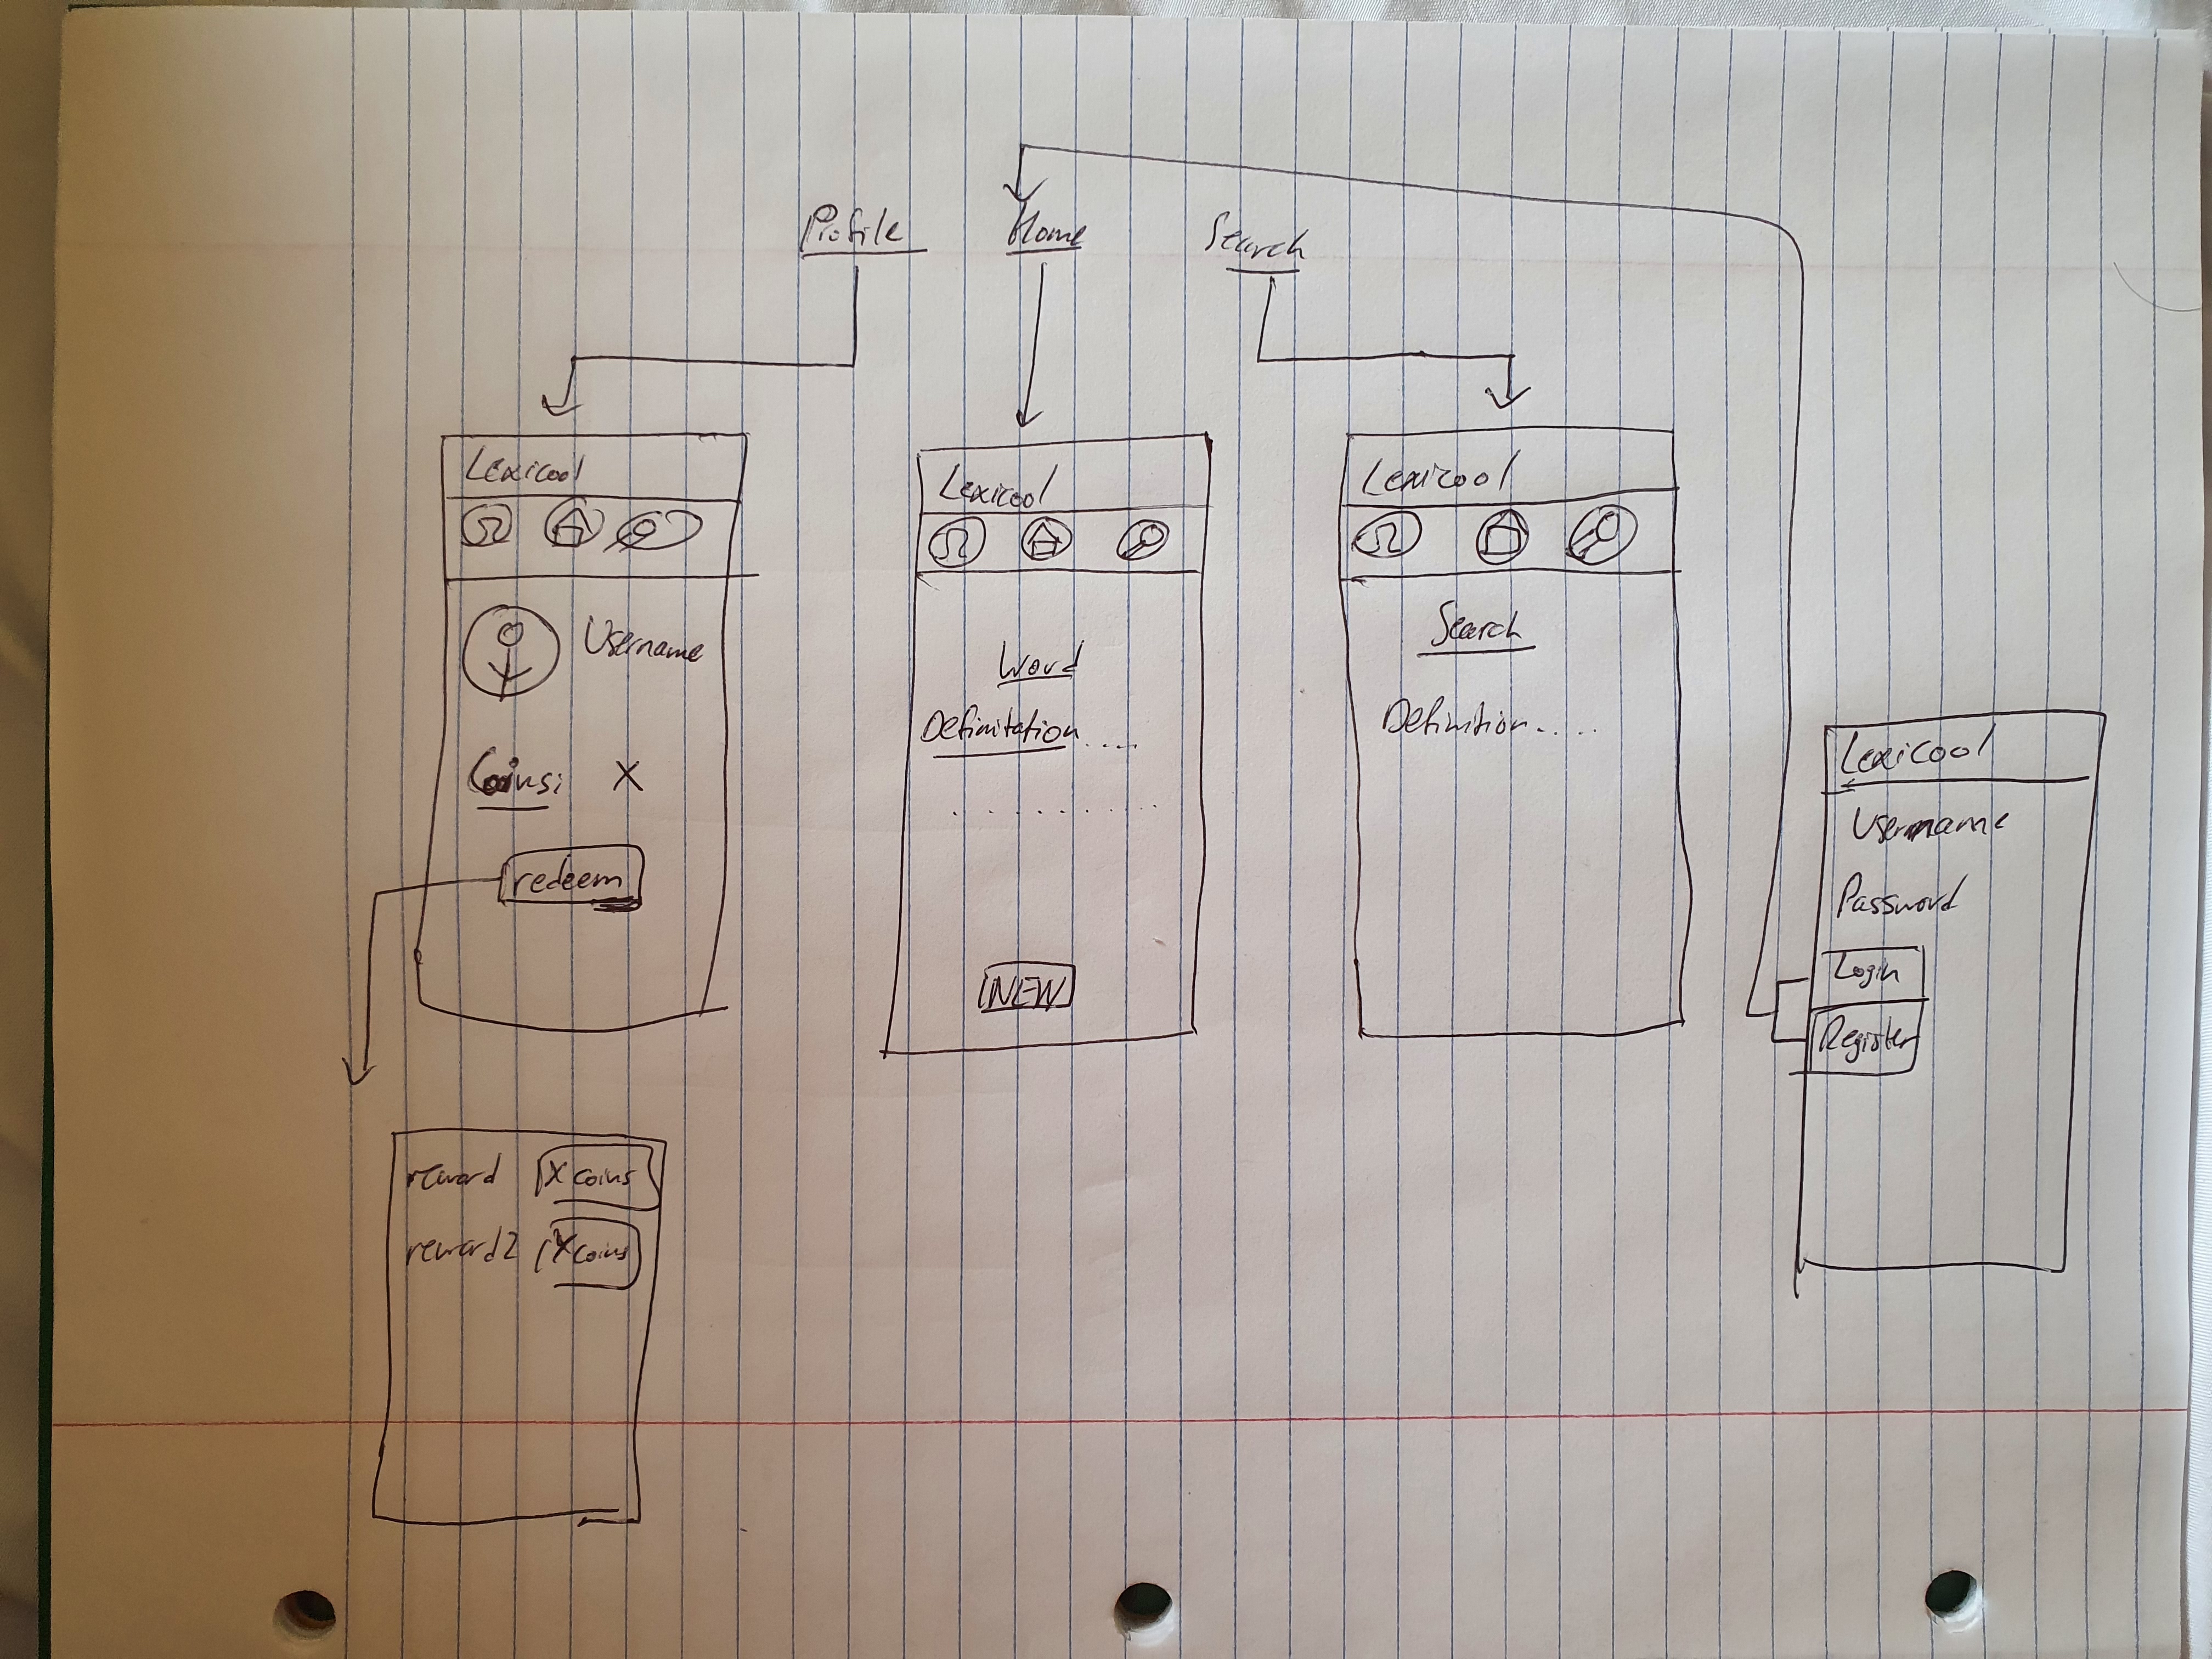 Profile
Home
Search
Lexicool
Username
Coins: X
redeem
Lexicool
Word
Definitation....
..........
NEW
Lexicool
Search
Definition.....
Lexicool
Username
Password
Login
Register
reward X coins
reward2 X coins